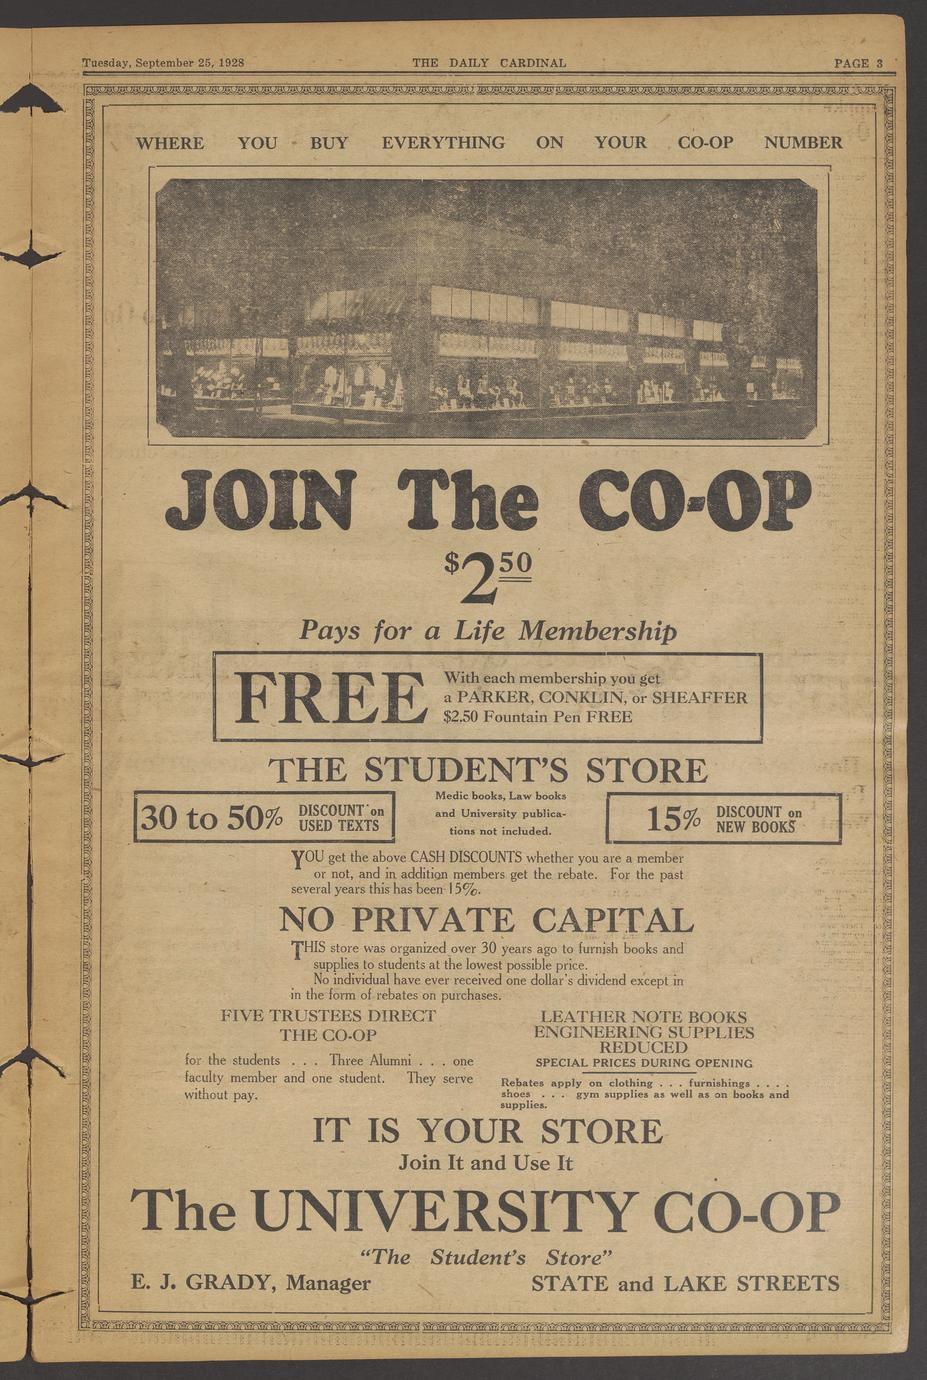 Tuesday, September 25, 1928 THE DAILY CARDINAL PAGE 3
WHERE YOU BUY EVERYTHING ON YOUR CO-OP NUMBER
JOIN The CO-OP
$2.50
Pays for a Life Membership
FREE
With each membership you get
a PARKER, CONKLIN, or SHEAFFER
$2.50 Fountain Pen FREE
THE STUDENT'S STORE
30 to 50% DISCOUNT on
USED TEXTS
Medic books, Law books
and University publica-
tions not included.
15% DISCOUNT on
NEW BOOKS
YOU get the above CASH DISCOUNTS whether you are a member
or not, and in addition members get the rebate. For the past
several years this has been 15%.
NO PRIVATE CAPITAL
THIS store was organized over 30 years ago to furnish books and
supplies to students at the lowest possible price.
No individual have ever received one dollar's dividend except in
in the form of rebates on purchases.
FIVE TRUSTEES DIRECT
THE CO-OP
for the students . . . Three Alumni . . . one
faculty member and one student. They serve
without pay.
LEATHER NOTE BOOKS
ENGINEERING SUPPLIES
REDUCED
SPECIAL PRICES DURING OPENING
Rebates apply on clothing . . . furnishings . . . .
shoes . . . gym supplies as well as on books and
supplies.
IT IS YOUR STORE
Join It and Use It
The UNIVERSITY CO-OP
"The Student's Store"
E. J. GRADY, Manager STATE and LAKE STREETS